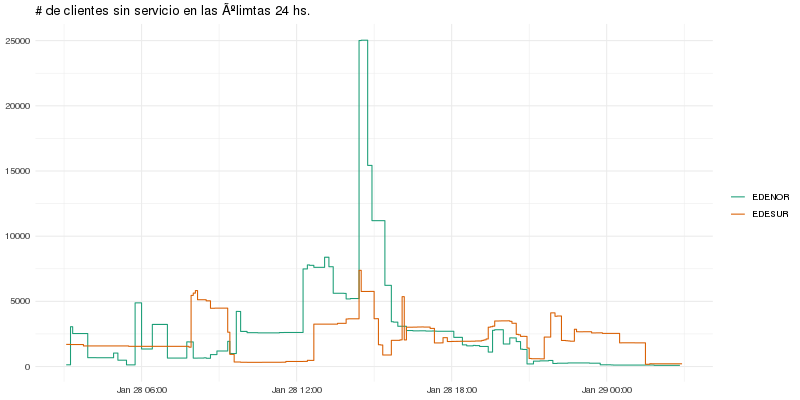 # de clientes sin servicio en las Ãºlimtas 24 hs.
25000
20000
15000
10000
5000
0
Jan 28 06:00
Jan 28 12:00
Jan 28 18:00
Jan 29 00:00
EDENOR
EDESUR